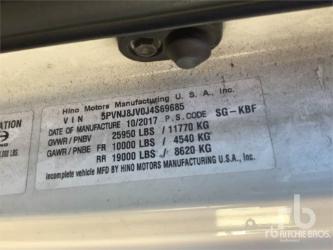 Hino Motors Manufacturing U.S.A., Inc.
VIN 5PVNJ8JV0J4S69685
DATE OF MANUFACTURE 10/2017 P.S.CODE SG-KBF
GVWR/PNBV 25950 LBS / 11770 KG
GAWR/PNBE FR 10000 LBS / 4540 KG
RR 19000 LBS / 8620 KG
incomplete vehicle MFD BY HINO MOTORS MANUFACTURING U.S.A., INC.
rb
RITCHIE BROS.